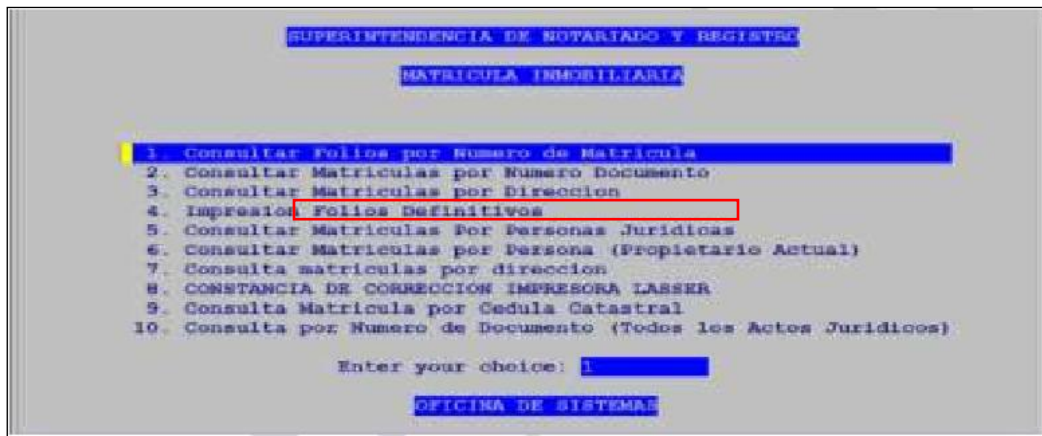 SUPERINTENDENCIA DE NOTARIADO Y REGISTRO
MATRICULA INMOBILIARIA
1. Consultar Folios por Numero de Matricula
2. Consultar Matriculas por Numero Documento
3. Consultar Matriculas por Direccion
4. Impresion Folios Definitivos
5. Consultar Matriculas Por Personas Juridicas
6. Consultar Matriculas por Persona (Propietario Actual)
7. Consulta matriculas por direccion
8. CONSTANCIA DE CORRECCION IMPRESORA LASSER
9. Consulta Matricula por Cedula Catastral
10. Consulta por Numero de Documento (Todos los Actos Juridicos)
Enter your choice: 1
OFICINA DE SISTEMAS